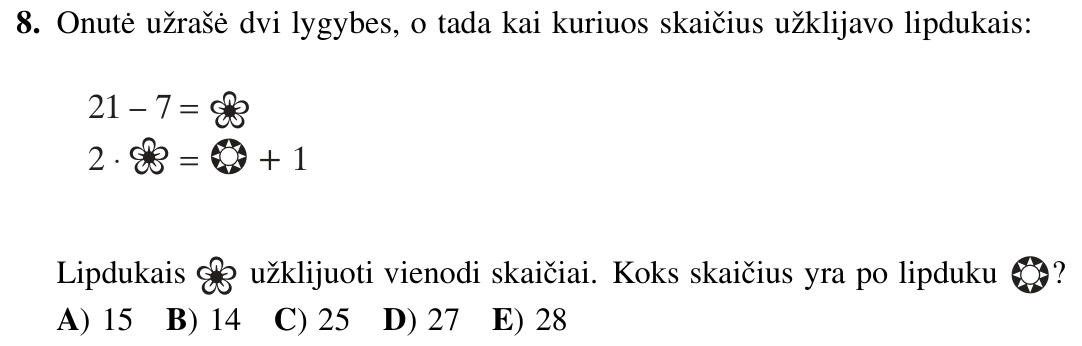 8. Onutė užrašė dvi lygybes, o tada kai kuriuos skaičius užklijavo lipdukais:
21 – 7 =
2 · = + 1
Lipdukais užklijuoti vienodi skaičiai. Koks skaičius yra po lipduku ?
A) 15 B) 14 C) 25 D) 27 E) 28